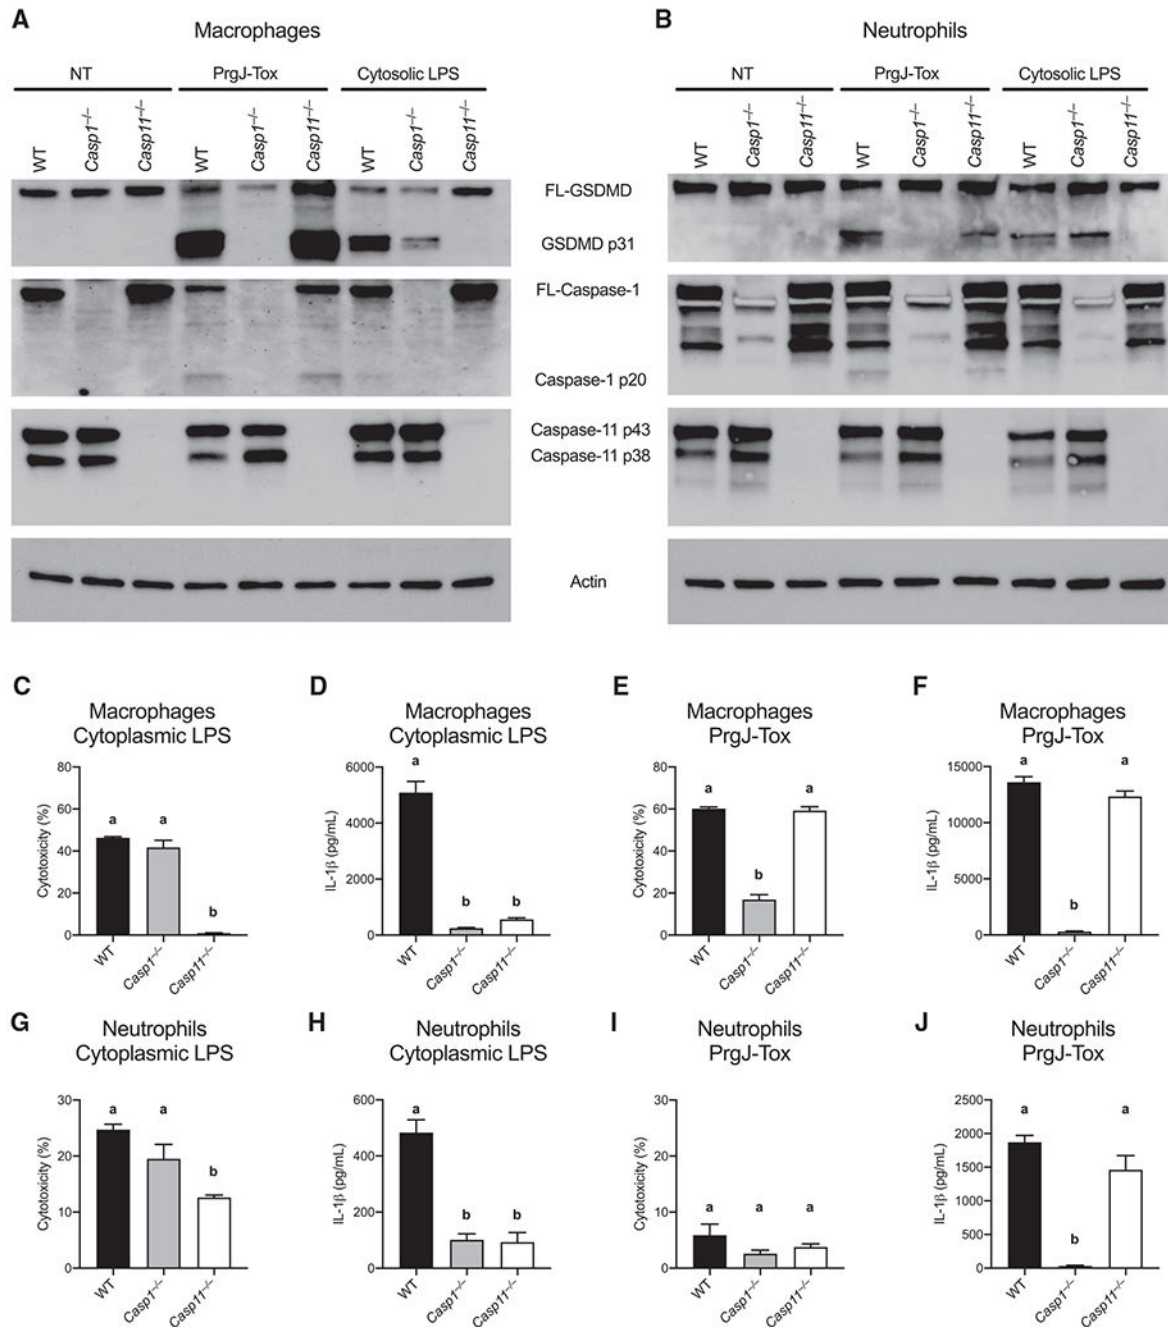 A
Macrophages
NT
PrgJ-Tox
Cytosolic LPS
WT
Casp1–/–
Casp11–/–
WT
Casp1–/–
Casp11–/–
WT
Casp1–/–
Casp11–/–
B
Neutrophils
NT
PrgJ-Tox
Cytosolic LPS
WT
Casp1–/–
Casp11–/–
WT
Casp1–/–
Casp11–/–
WT
Casp1–/–
Casp11–/–
FL-GSDMD
GSDMD p31
FL-Caspase-1
Caspase-1 p20
Caspase-11 p43
Caspase-11 p38
Actin
C
Macrophages
Cytoplasmic LPS
Cytotoxicity (%)
80
60
40
20
0
a
a
b
WT
Casp1–/–
Casp11–/–
D
Macrophages
Cytoplasmic LPS
IL-1β (pg/mL)
6000
4000
2000
0
a
b
b
WT
Casp1–/–
Casp11–/–
E
Macrophages
PrgJ-Tox
Cytotoxicity (%)
80
60
40
20
0
a
b
a
WT
Casp1–/–
Casp11–/–
F
Macrophages
PrgJ-Tox
IL-1β (pg/mL)
15000
10000
5000
0
a
b
a
WT
Casp1–/–
Casp11–/–
G
Neutrophils
Cytoplasmic LPS
Cytotoxicity (%)
30
20
10
0
a
a
b
WT
Casp1–/–
Casp11–/–
H
Neutrophils
Cytoplasmic LPS
IL-1β (pg/mL)
600
400
200
0
a
b
b
WT
Casp1–/–
Casp11–/–
I
Neutrophils
PrgJ-Tox
Cytotoxicity (%)
30
20
10
0
a
a
a
WT
Casp1–/–
Casp11–/–
J
Neutrophils
PrgJ-Tox
IL-1β (pg/mL)
2500
2000
1500
1000
500
0
a
b
a
WT
Casp1–/–
Casp11–/–